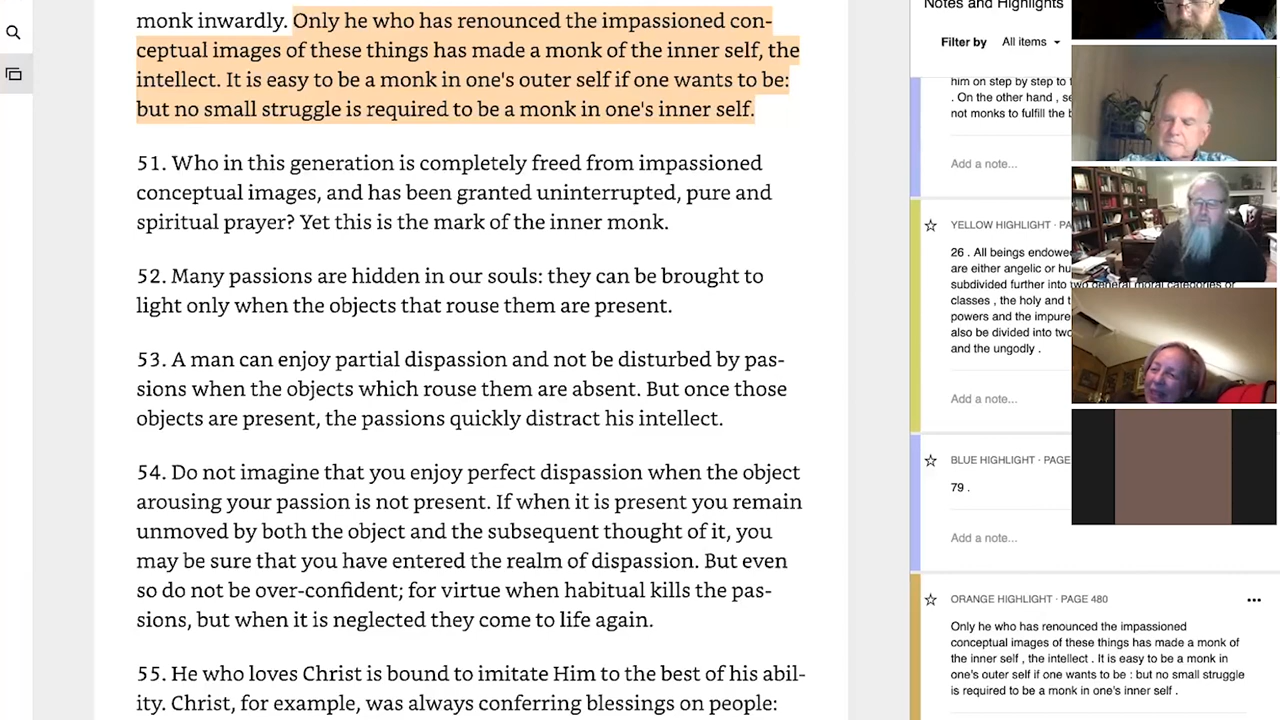 monk inwardly. Only he who has renounced the impassioned con-
ceptual images of these things has made a monk of the inner self, the
intellect. It is easy to be a monk in one's outer self if one wants to be:
but no small struggle is required to be a monk in one's inner self.
51. Who in this generation is completely freed from impassioned
conceptual images, and has been granted uninterrupted, pure and
spiritual prayer? Yet this is the mark of the inner monk.
52. Many passions are hidden in our souls: they can be brought to
light only when the objects that rouse them are present.
53. A man can enjoy partial dispassion and not be disturbed by pas-
sions when the objects which rouse them are absent. But once those
objects are present, the passions quickly distract his intellect.
54. Do not imagine that you enjoy perfect dispassion when the object
arousing your passion is not present. If when it is present you remain
unmoved by both the object and the subsequent thought of it, you
may be sure that you have entered the realm of dispassion. But even
so do not be over-confident; for virtue when habitual kills the pas-
sions, but when it is neglected they come to life again.
55. He who loves Christ is bound to imitate Him to the best of his abil-
ity. Christ, for example, was always conferring blessings on people:
Notes and Highlights
Filter by All items
him on step by step to
. On the other hand , se
not monks to fulfill the b
Add a note...
YELLOW HIGHLIGHT · PA
26 . All beings endowe
are either angelic or hu
subdivided further into two general moral categories or
classes , the holy and t
powers and the impure
also be divided into two
and the ungodly .
Add a note...
BLUE HIGHLIGHT · PAGE
79 .
Add a note...
ORANGE HIGHLIGHT · PAGE 480
Only he who has renounced the impassioned
conceptual images of these things has made a monk of
the inner self , the intellect . It is easy to be a monk in
one's outer self if one wants to be : but no small struggle
is required to be a monk in one's inner self .